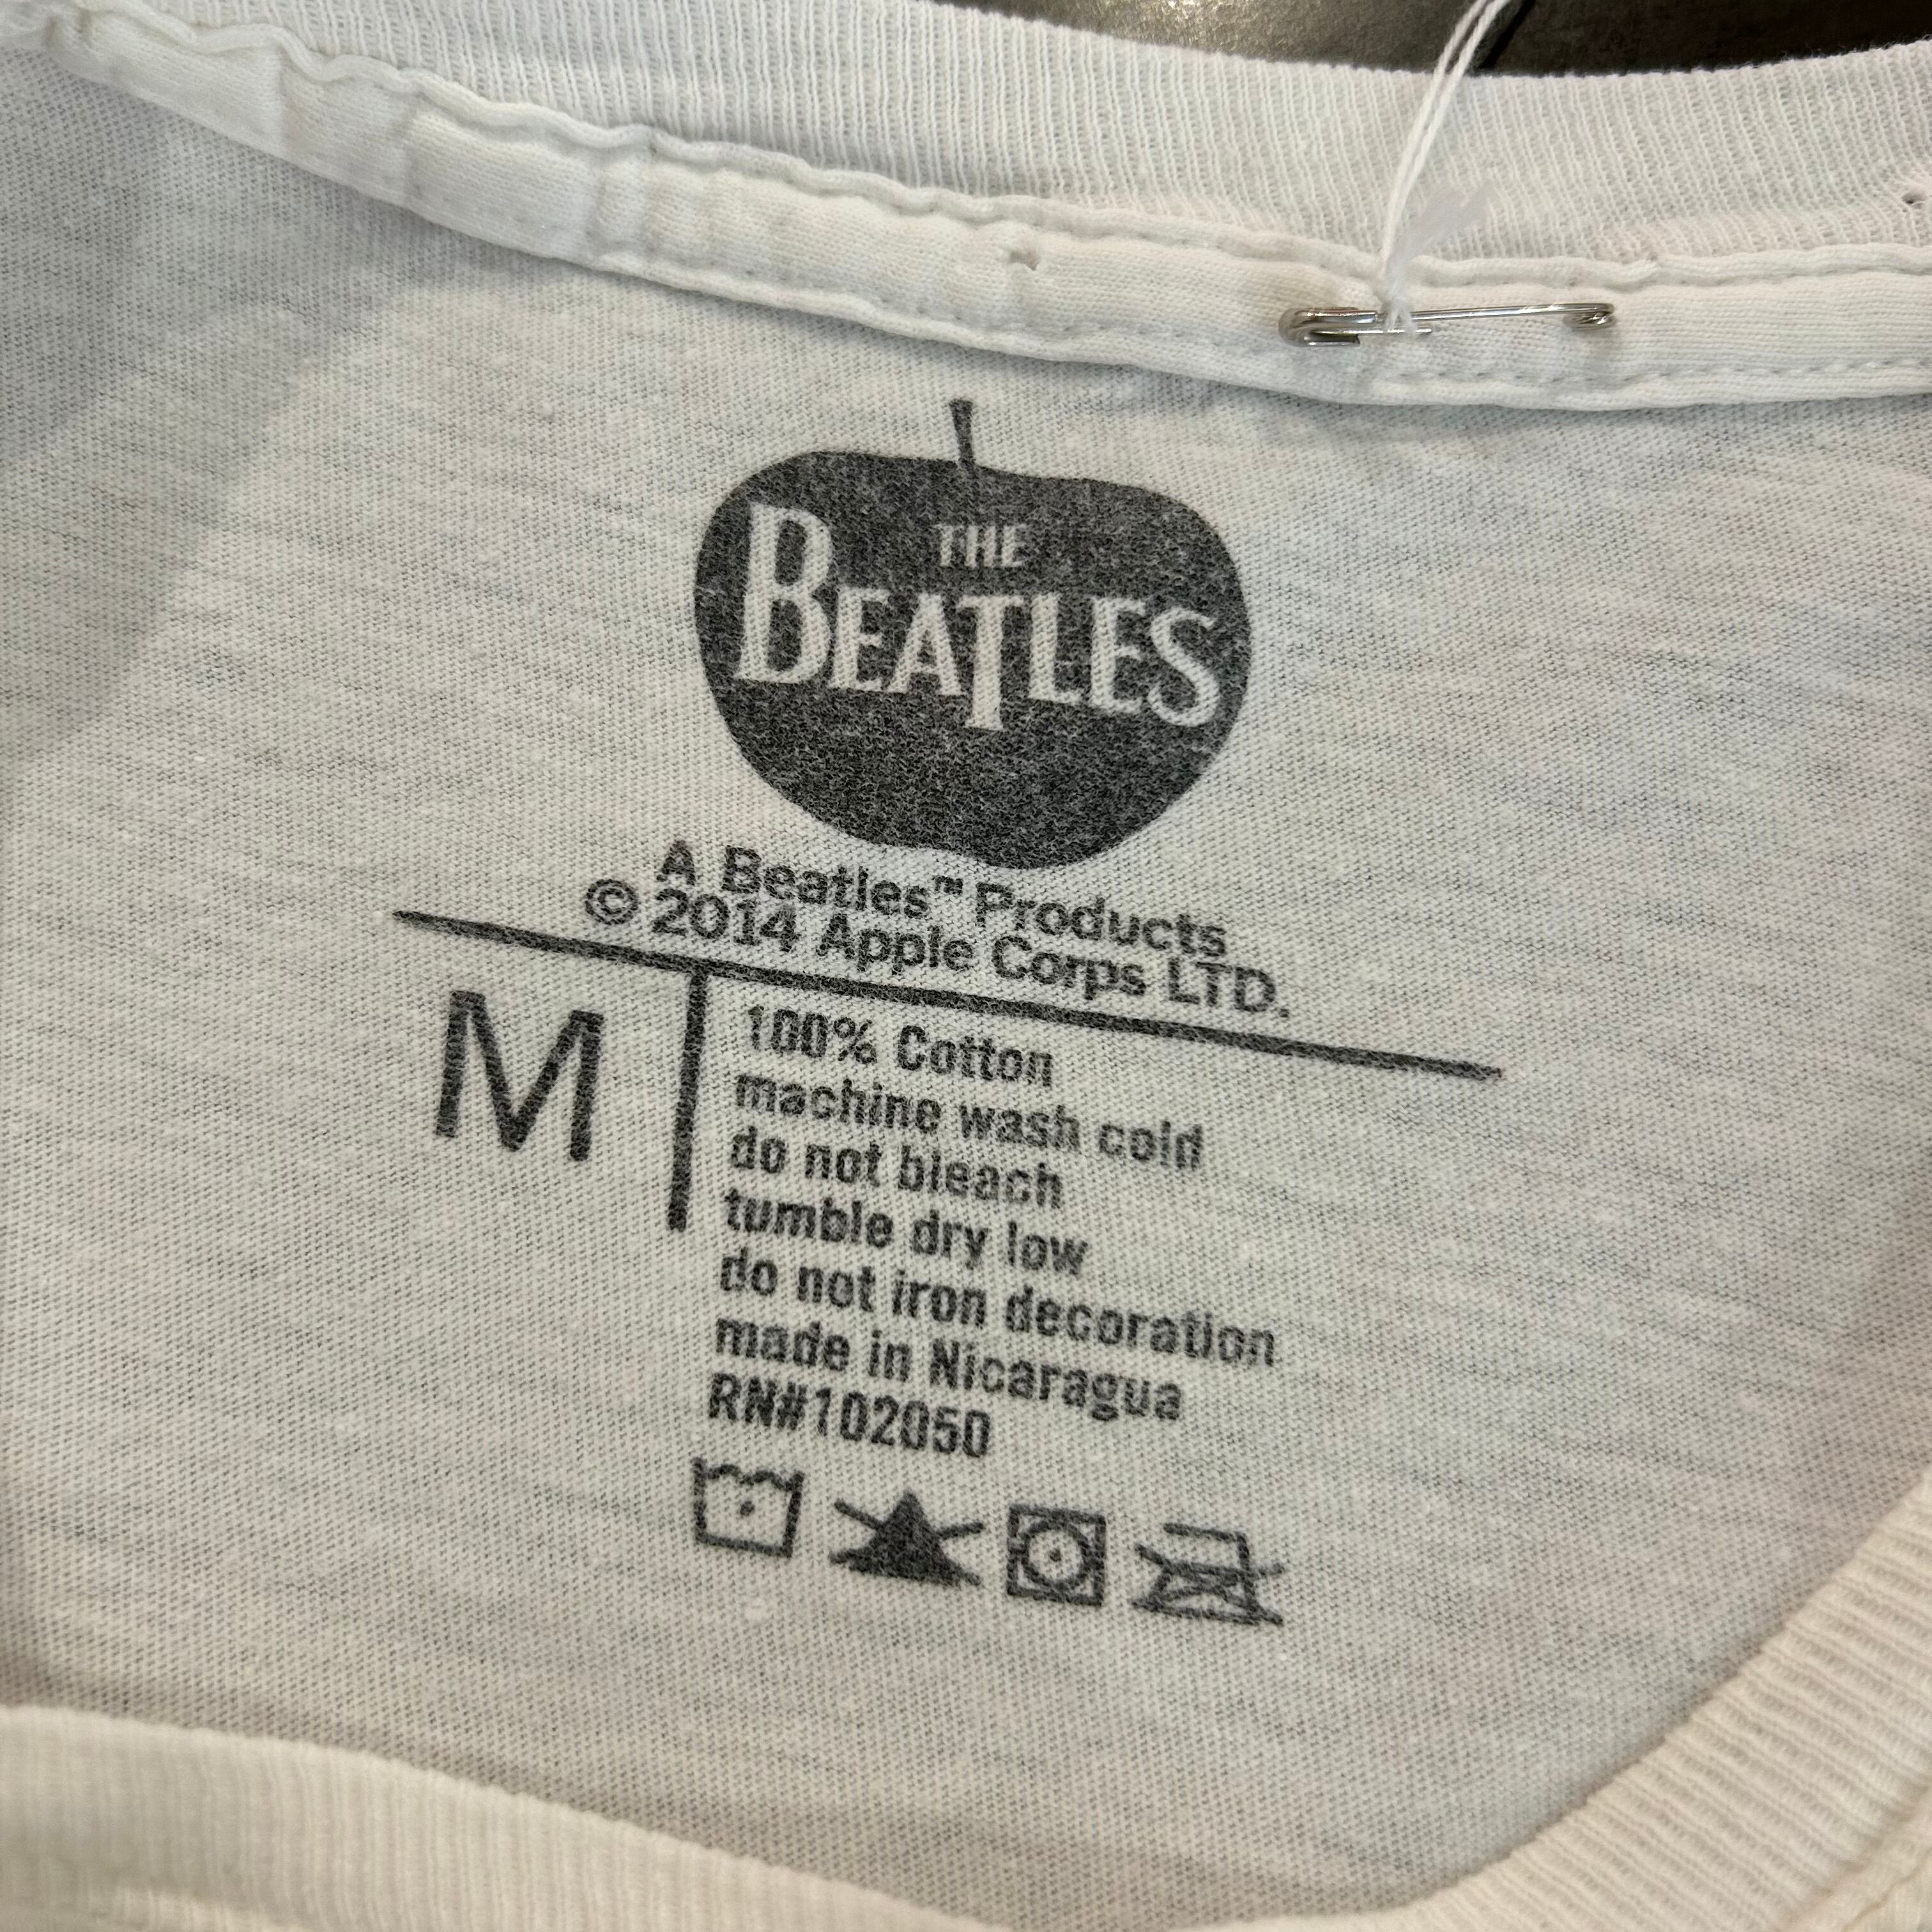 THE
BEATLES
A Beatles™ Products
© 2014 Apple Corps LTD.
M
100% Cotton
machine wash cold
do not bleach
tumble dry low
do not iron decoration
made in Nicaragua
RN#102050